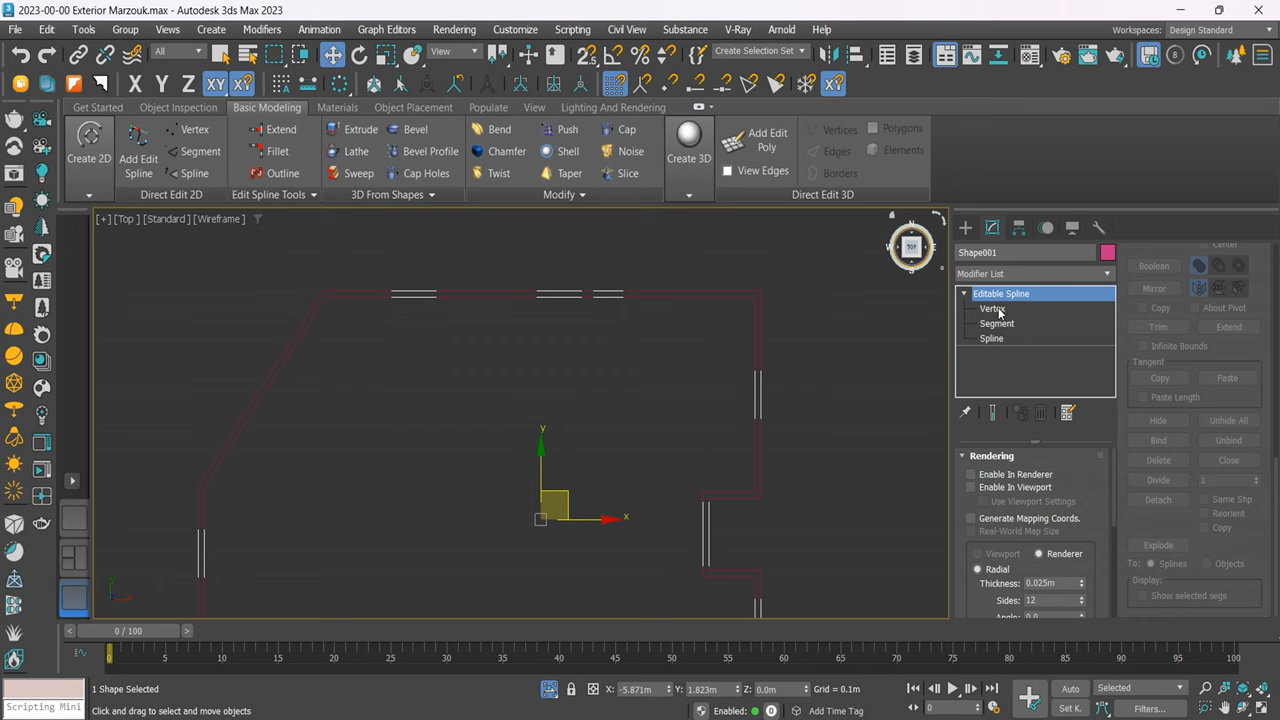 2023-00-00 Exterior Marzouk.max - Autodesk 3ds Max 2023
File Edit Tools Group Views Create Modifiers Animation Graph Editors Rendering Customize Scripting Civil View Substance V-Ray Arnold Help Workspaces: Design Standard
All View Create Selection Set
X Y Z XY
Get Started Object Inspection Basic Modeling Materials Object Placement Populate View Lighting And Rendering
Create 2D
Add Edit Spline
Vertex
Segment
Spline
Direct Edit 2D
Extend
Fillet
Outline
Edit Spline Tools
Extrude Bevel
Lathe Bevel Profile
Sweep Cap Holes
3D From Shapes
Bend Push Cap
Chamfer Shell Noise
Twist Taper Slice
Modify
Create 3D
Add Edit Poly
View Edges
Vertices Polygons
Edges Elements
Borders
Direct Edit 3D
[+] [Top ] [Standard ] [Wireframe ]
N
W TOP E
S
y
x
Shape001
Modifier List
Editable Spline
Vertex
Segment
Spline
Rendering
Enable In Renderer
Enable In Viewport
Use Viewport Settings
Generate Mapping Coords.
Real-World Map Size
Viewport Renderer
Radial
Thickness: 0.025m
Sides: 12
Angle: 0.0
Center
Boolean
Mirror
Copy About Pivot
Trim Extend
Infinite Bounds
Tangent
Copy Paste
Paste Length
Hide Unhide All
Bind Unbind
Delete Close
Divide 1
Detach Same Shp
Reorient
Copy
Explode
To: Splines Objects
Display:
Show selected segs
< 0 / 100 >
0 5 10 15 20 25 30 35 40 45 50 55 60 65 70 75 80 85 90 95 100
1 Shape Selected
X: -5.871m Y: 1.823m Z: 0.0m Grid = 0.1m
Auto Selected
Scripting Mini
Click and drag to select and move objects
Enabled: 0 Add Time Tag
0
Set K. Filters...